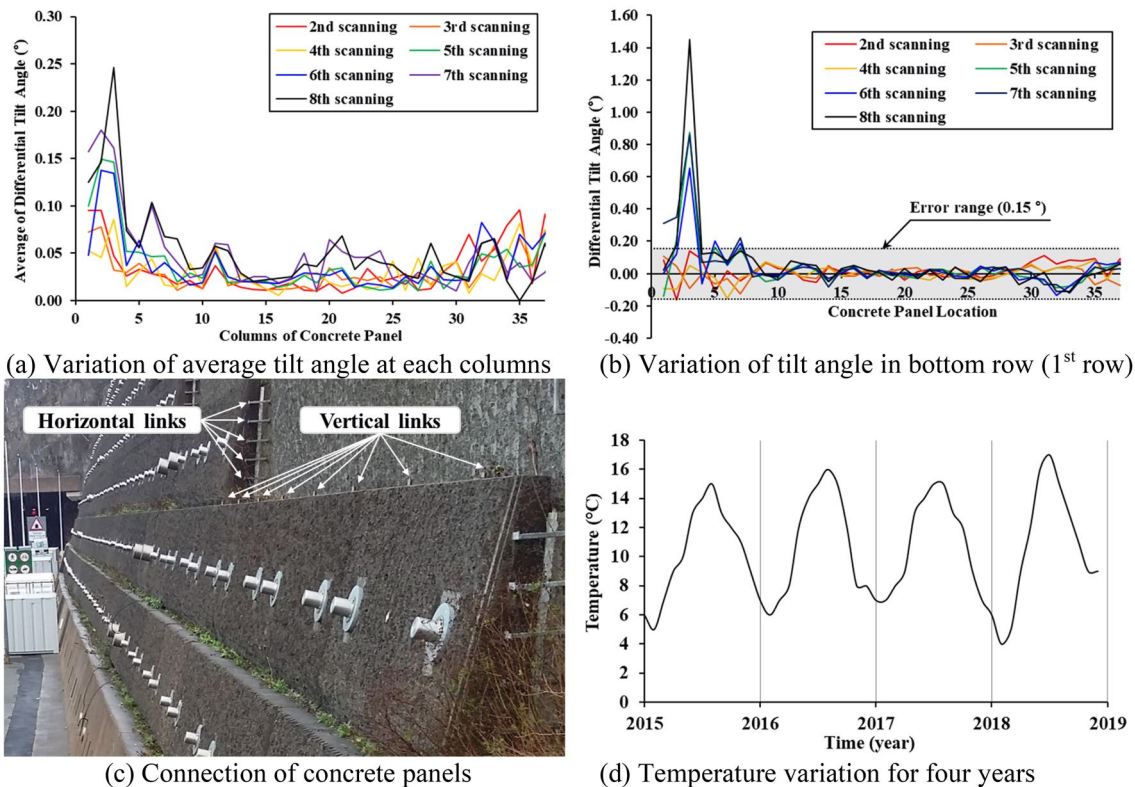 0.30
0.25
0.20
0.15
0.10
0.05
0.00
Average of Differential Tilt Angle (°)
2nd scanning
3rd scanning
4th scanning
5th scanning
6th scanning
7th scanning
8th scanning
0 5 10 15 20 25 30 35
Columns of Concrete Panel
(a) Variation of average tilt angle at each columns
1.60
1.40
1.20
1.00
0.80
0.60
0.40
0.20
0.00
-0.20
-0.40
Differential Tilt Angle (°)
2nd scanning
3rd scanning
4th scanning
5th scanning
6th scanning
7th scanning
8th scanning
Error range (0.15 °)
0 5 10 15 20 25 30 35
Concrete Panel Location
(b) Variation of tilt angle in bottom row (1st row)
Horizontal links
Vertical links
(c) Connection of concrete panels
18
16
14
12
10
8
6
4
2
0
Temperature (°C)
2015 2016 2017 2018 2019
Time (year)
(d) Temperature variation for four years